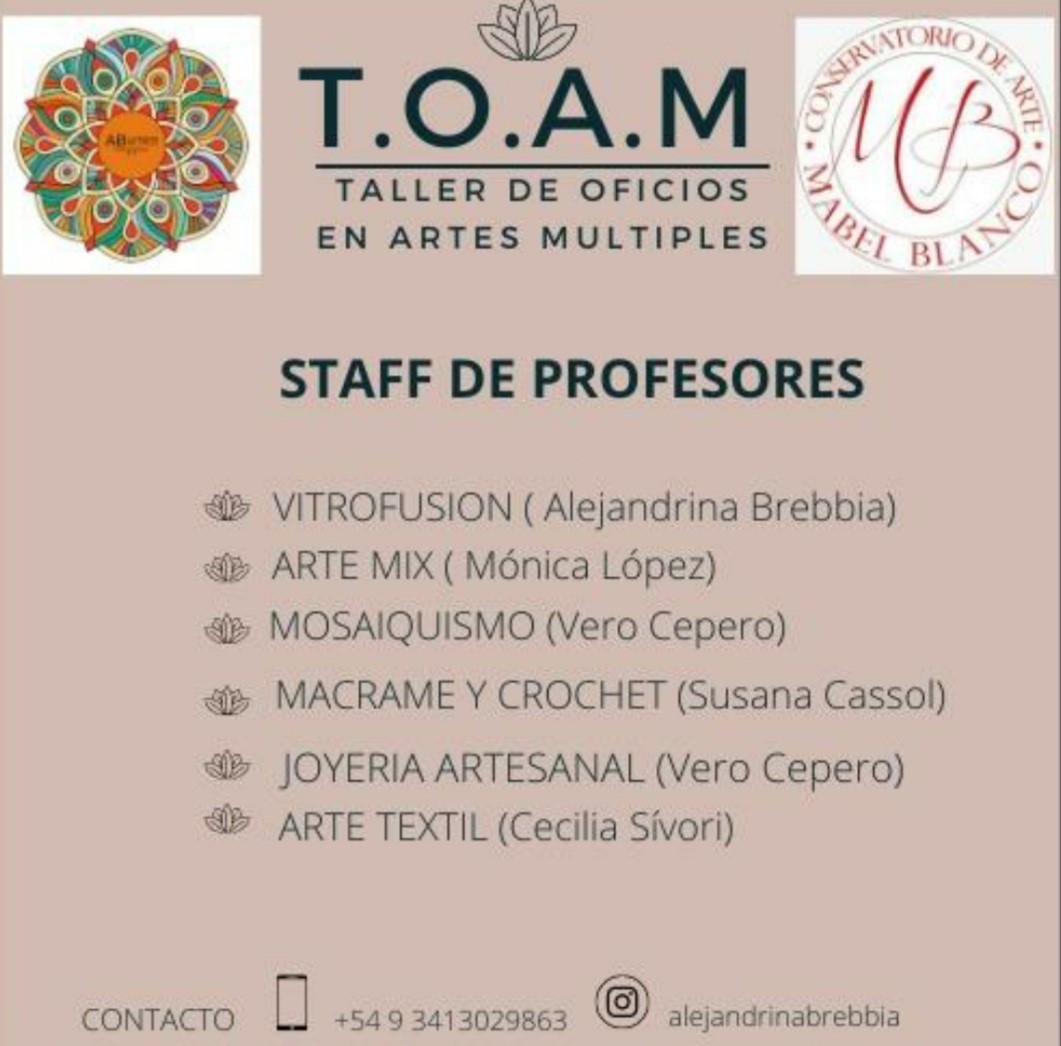 T.O.A.M
TALLER DE OFICIOS
EN ARTES MULTIPLES
CONSERVATORIO DE ARTE
MABEL BLANCO
MB
STAFF DE PROFESORES
VITROFUSION ( Alejandrina Brebbia)
ARTE MIX ( Mónica López)
MOSAIQUISMO (Vero Cepero)
MACRAME Y CROCHET (Susana Cassol)
JOYERIA ARTESANAL (Vero Cepero)
ARTE TEXTIL (Cecilia Sívori)
CONTACTO +54 9 3413029863 alejandrinabrebbia